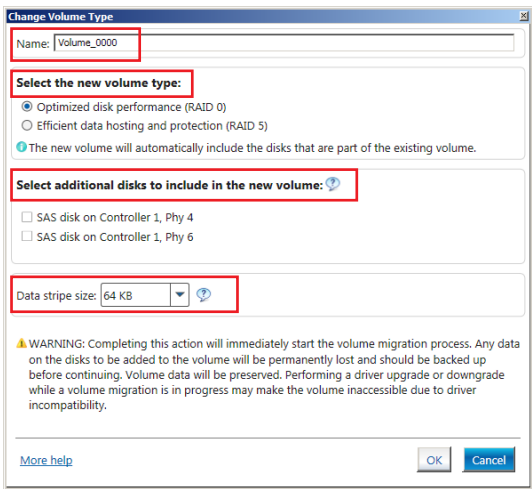 Change Volume Type
Name: Volume_0000
Select the new volume type:
Optimized disk performance (RAID 0)
Efficient data hosting and protection (RAID 5)
The new volume will automatically include the disks that are part of the existing volume.
Select additional disks to include in the new volume:
SAS disk on Controller 1, Phy 4
SAS disk on Controller 1, Phy 6
Data stripe size: 64 KB
WARNING: Completing this action will immediately start the volume migration process. Any data
on the disks to be added to the volume will be permanently lost and should be backed up
before continuing. Volume data will be preserved. Performing a driver upgrade or downgrade
while a volume migration is in progress may make the volume inaccessible due to driver
incompatibility.
More help OK Cancel